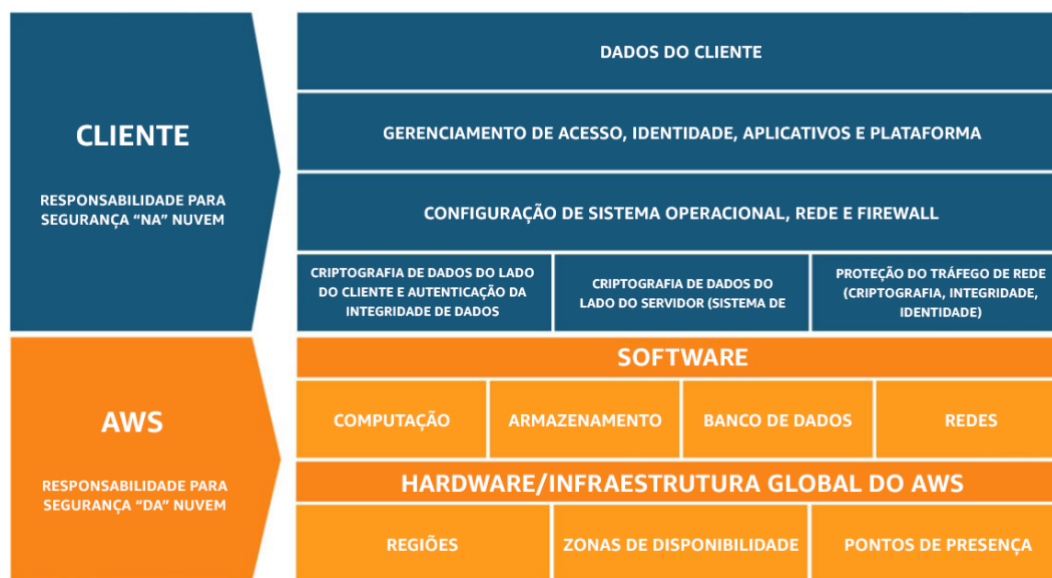 CLIENTE
RESPONSABILIDADE PARA
SEGURANÇA “NA” NUVEM
DADOS DO CLIENTE
GERENCIAMENTO DE ACESSO, IDENTIDADE, APLICATIVOS E PLATAFORMA
CONFIGURAÇÃO DE SISTEMA OPERACIONAL, REDE E FIREWALL
CRIPTOGRAFIA DE DADOS DO LADO
DO CLIENTE E AUTENTICAÇÃO DA
INTEGRIDADE DE DADOS
CRIPTOGRAFIA DE DADOS DO
LADO DO SERVIDOR (SISTEMA DE
PROTEÇÃO DO TRÁFEGO DE REDE
(CRIPTOGRAFIA, INTEGRIDADE,
IDENTIDADE)
AWS
RESPONSABILIDADE PARA
SEGURANÇA “DA” NUVEM
SOFTWARE
COMPUTAÇÃO
ARMAZENAMENTO
BANCO DE DADOS
REDES
HARDWARE/INFRAESTRUTURA GLOBAL DO AWS
REGIÕES
ZONAS DE DISPONIBILIDADE
PONTOS DE PRESENÇA